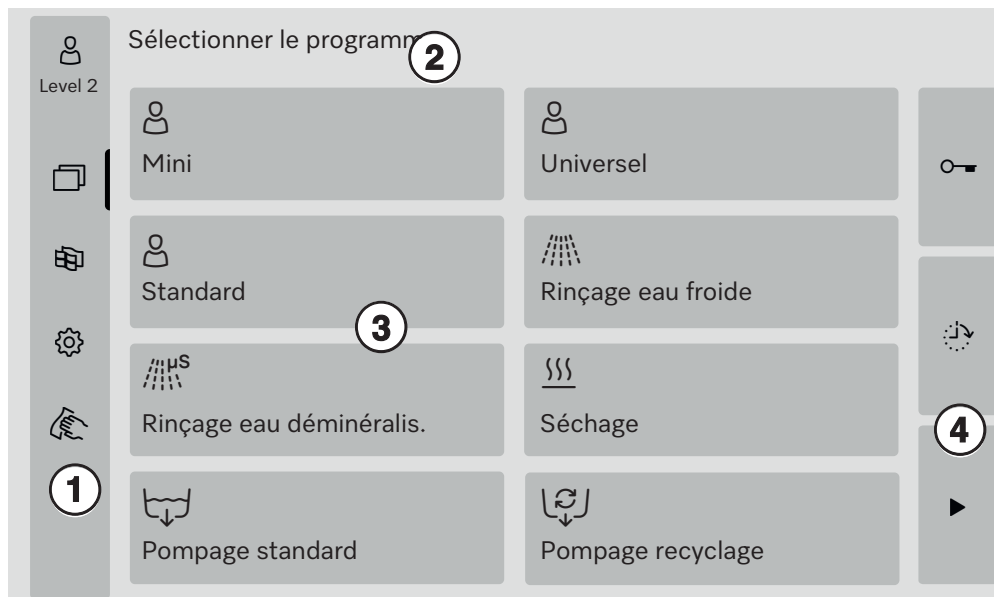 Level 2
1
Sélectionner le programm
2
Mini
Universel
Standard
Rinçage eau froide
3
µS
Rinçage eau déminéralis.
Séchage
Pompage standard
Pompage recyclage
4